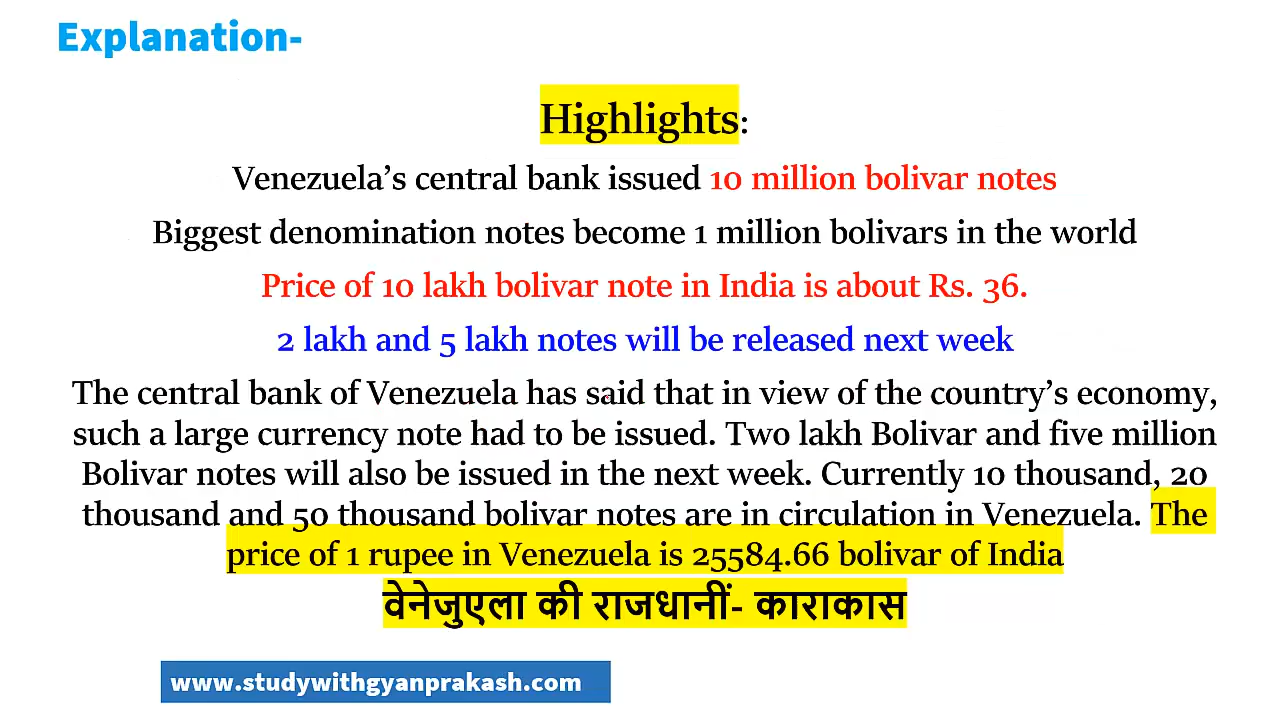 Explanation-
Highlights:
Venezuela’s central bank issued 10 million bolivar notes
Biggest denomination notes become 1 million bolivars in the world
Price of 10 lakh bolivar note in India is about Rs. 36.
2 lakh and 5 lakh notes will be released next week
The central bank of Venezuela has said that in view of the country’s economy,
such a large currency note had to be issued. Two lakh Bolivar and five million
Bolivar notes will also be issued in the next week. Currently 10 thousand, 20
thousand and 50 thousand bolivar notes are in circulation in Venezuela. The
price of 1 rupee in Venezuela is 25584.66 bolivar of India
वेनेजुएला की राजधानीं- काराकास
www.studywithgyanprakash.com